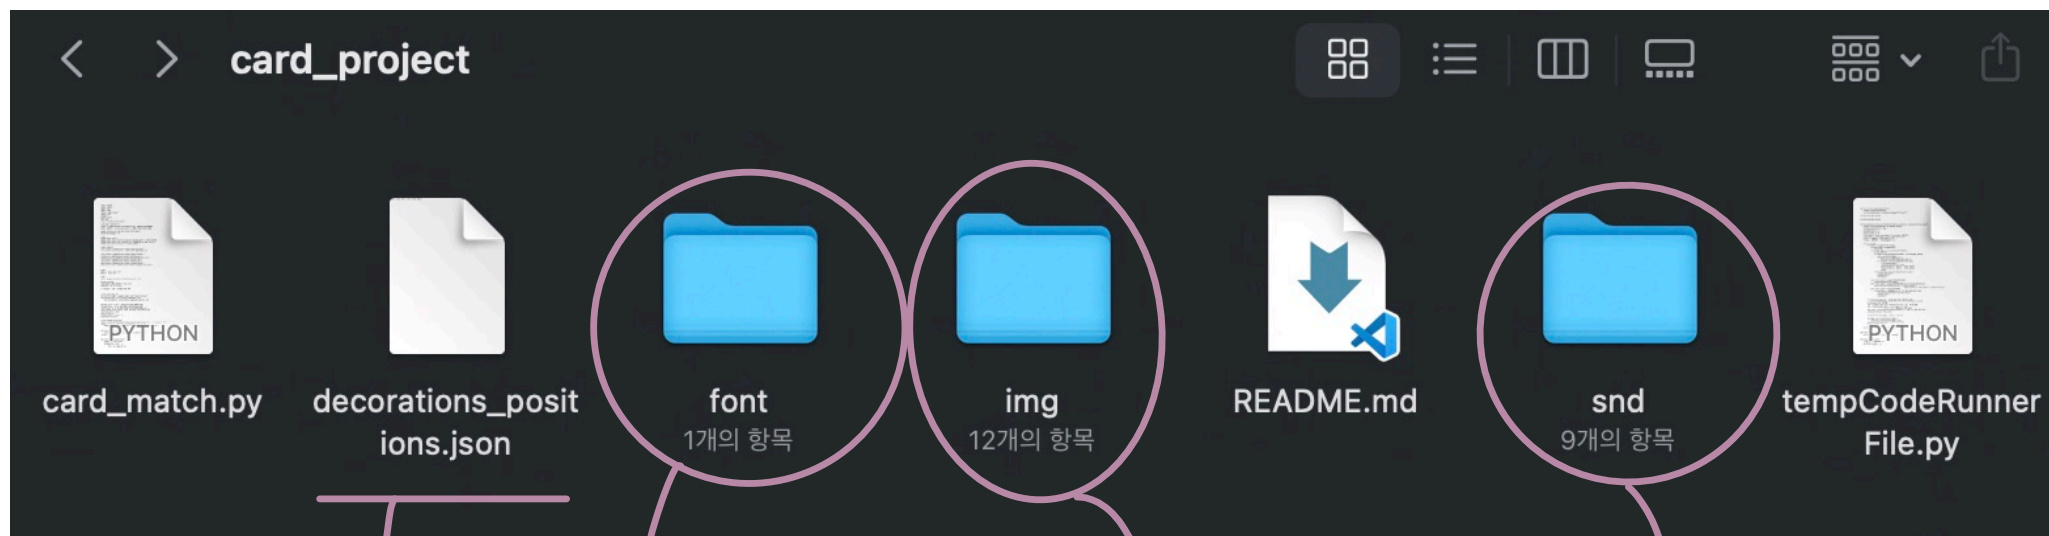 card_project
PYTHON
PYTHON
card_match.py
decorations_posit
ions.json
font
1개의 항목
img
12개의 항목
README.md
snd
9개의 항목
tempCodeRunner
File.py